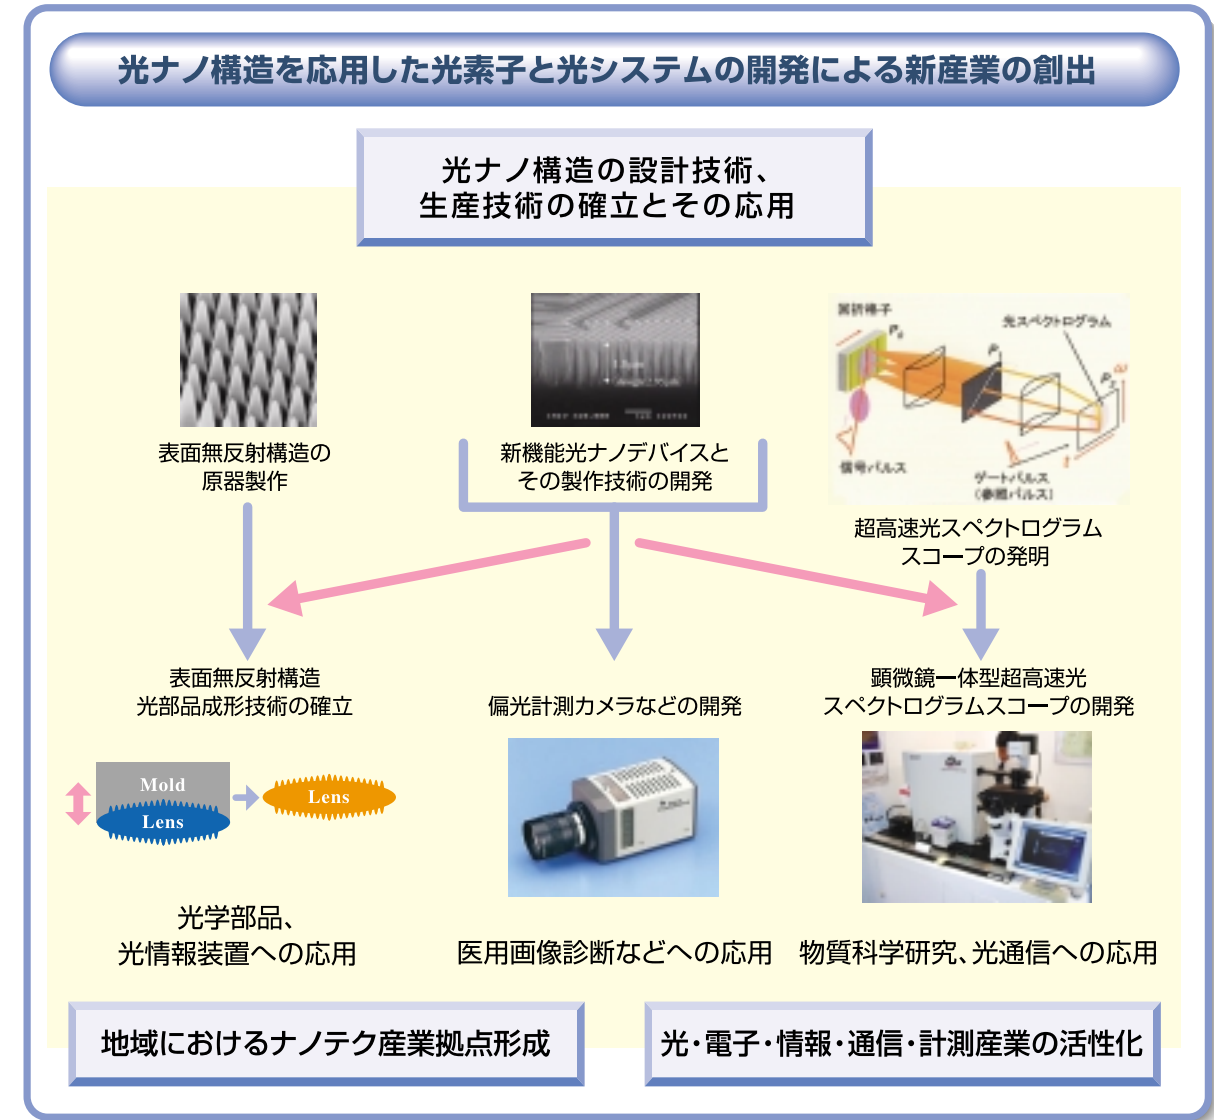 光ナノ構造を応用した光素子と光システムの開発による新産業の創出
光ナノ構造の設計技術、
生産技術の確立とその応用
回折格子
光スペクトログラム
信号パルス
ゲートパルス
(参照パルス)
t
ω
表面無反射構造の
原器製作
新機能光ナノデバイスと
その製作技術の開発
超高速光スペクトログラム
スコープの発明
表面無反射構造
光部品成形技術の確立
偏光計測カメラなどの開発
顕微鏡一体型超高速光
スペクトログラムスコープの開発
Mold
Lens
Lens
光学部品、
光情報装置への応用
医用画像診断などへの応用
物質科学研究、光通信への応用
地域におけるナノテク産業拠点形成
光・電子・情報・通信・計測産業の活性化